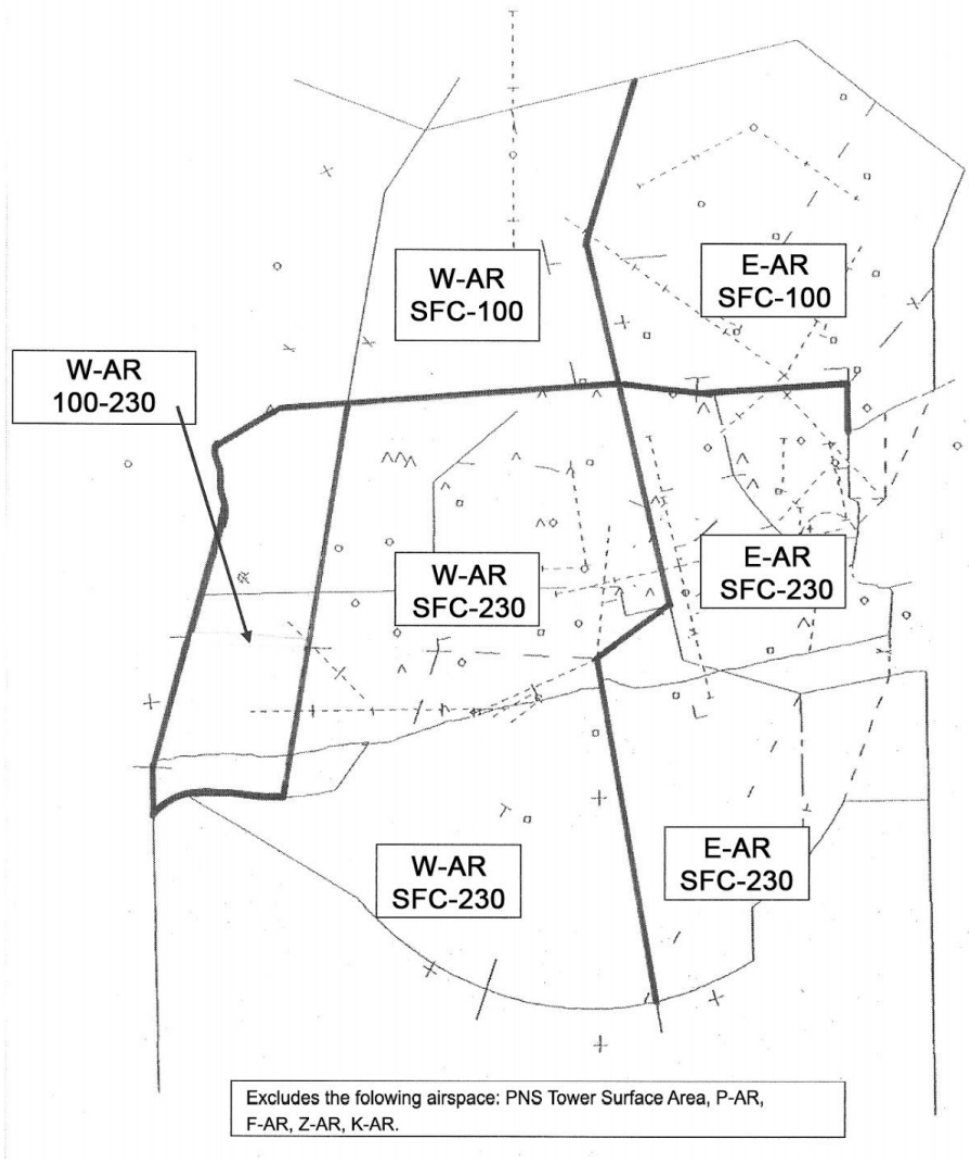 W-AR
SFC-100
E-AR
SFC-100
W-AR
100-230
W-AR
SFC-230
E-AR
SFC-230
W-AR
SFC-230
E-AR
SFC-230
Excludes the folowing airspace: PNS Tower Surface Area, P-AR,
F-AR, Z-AR, K-AR.